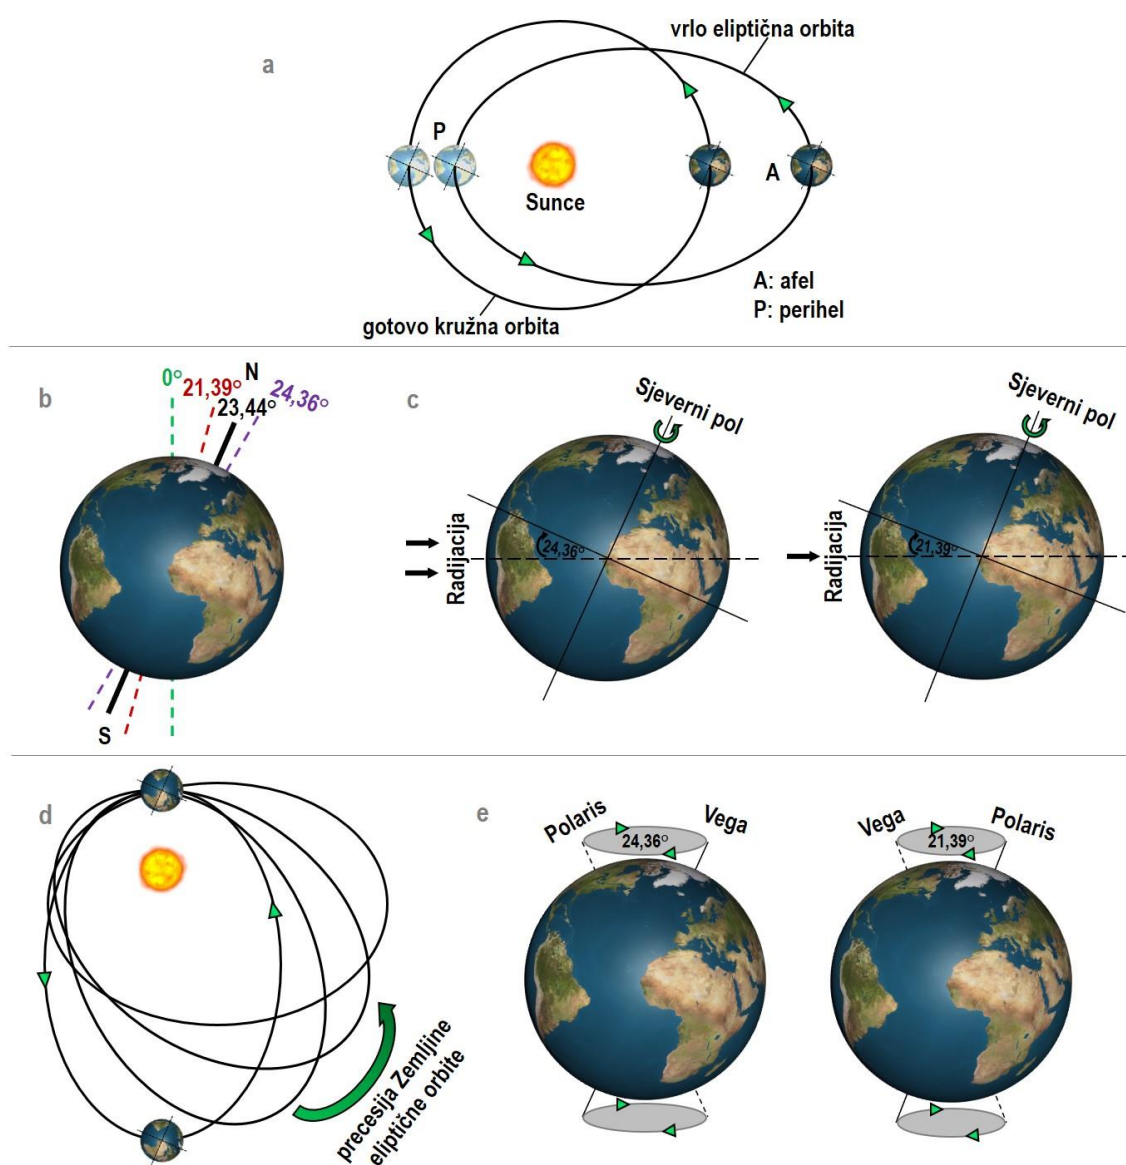 a
vrlo eliptična orbita
P
A
Sunce
A: afel
P: perihel
gotovo kružna orbita
b
0°
21,39°
N
23,44°
24,36°
S
c
Sjeverni pol
Radijacija
24,36°
Sjeverni pol
Radijacija
21,39°
d
precesija Zemljine
eliptične orbite
e
Polaris
Vega
24,36°
Vega
Polaris
21,39°